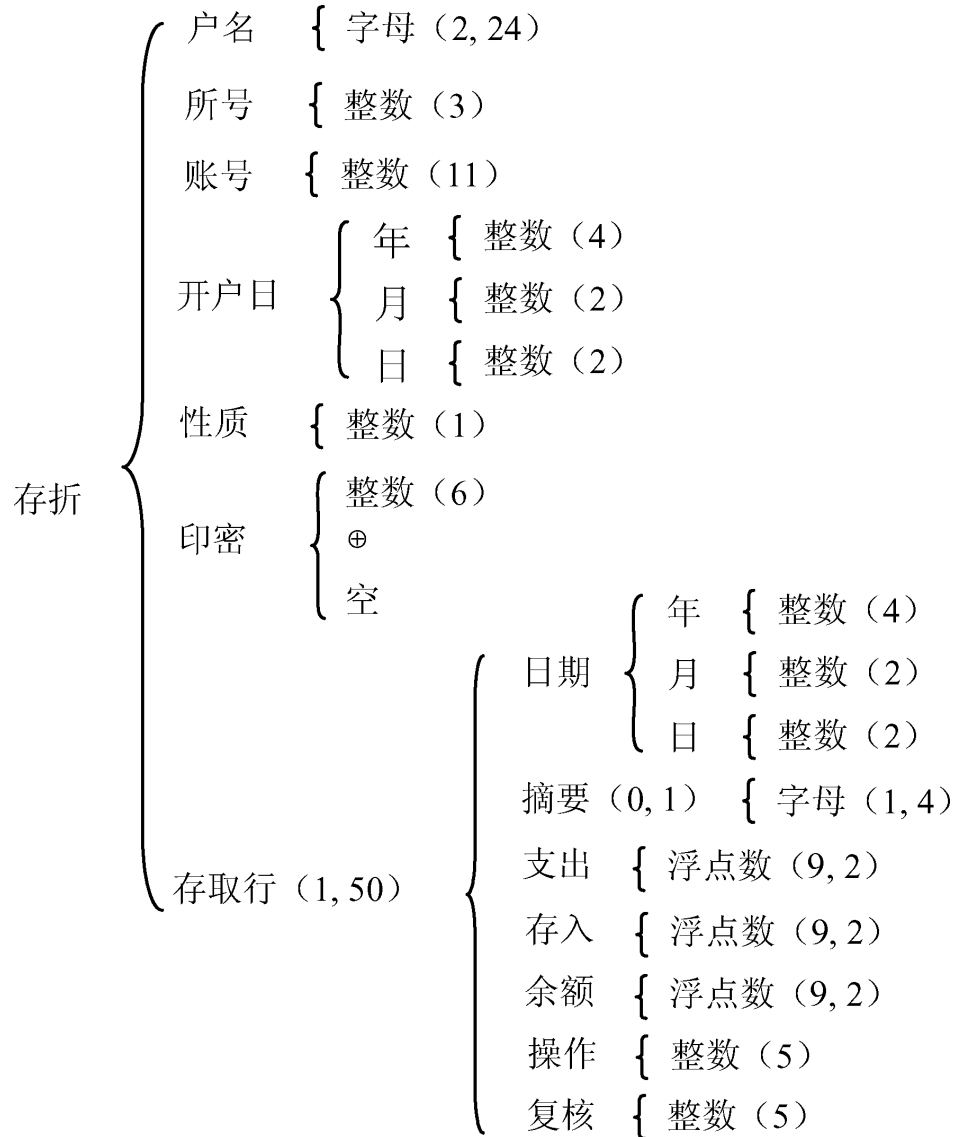 户名 { 字母（2, 24）
所号 { 整数（3）
账号 { 整数（11）
开户日
年 { 整数（4）
月 { 整数（2）
日 { 整数（2）
性质 { 整数（1）
存折
印密
整数（6）
⊕
空
存取行（1, 50）
日期
年 { 整数（4）
月 { 整数（2）
日 { 整数（2）
摘要（0, 1） { 字母（1, 4）
支出 { 浮点数（9, 2）
存入 { 浮点数（9, 2）
余额 { 浮点数（9, 2）
操作 { 整数（5）
复核 { 整数（5）